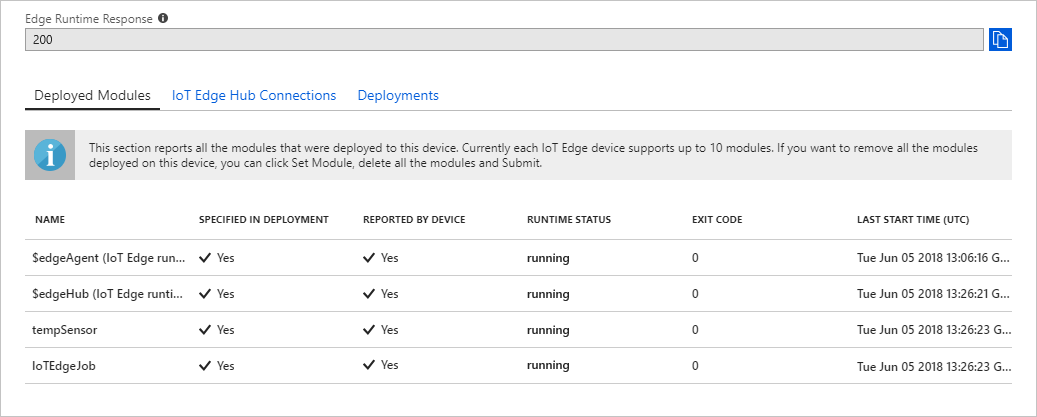 Edge Runtime Response
200
Deployed Modules IoT Edge Hub Connections Deployments
This section reports all the modules that were deployed to this device. Currently each IoT Edge device supports up to 10 modules. If you want to remove all the modules
deployed on this device, you can click Set Module, delete all the modules and Submit.
NAME SPECIFIED IN DEPLOYMENT REPORTED BY DEVICE RUNTIME STATUS EXIT CODE LAST START TIME (UTC)
$edgeAgent (IoT Edge run... Yes Yes running 0 Tue Jun 05 2018 13:06:16 G...
$edgeHub (IoT Edge runti... Yes Yes running 0 Tue Jun 05 2018 13:26:21 G...
tempSensor Yes Yes running 0 Tue Jun 05 2018 13:26:23 G...
IoTEdgeJob Yes Yes running 0 Tue Jun 05 2018 13:26:23 G...